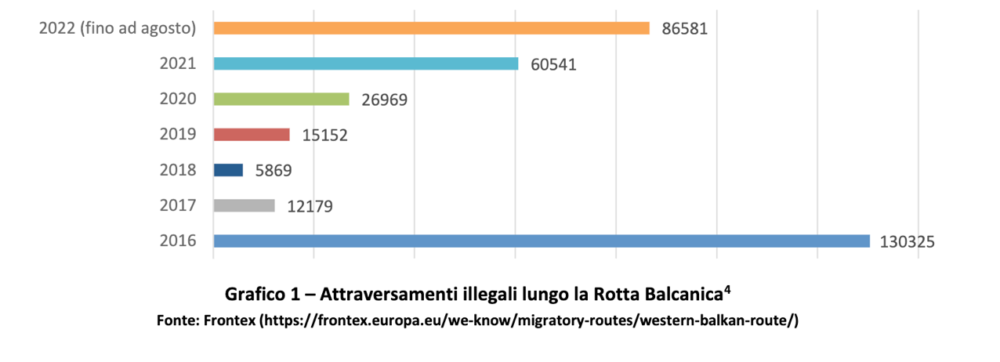 2022 (fino ad agosto) 86581
2021 60541
2020 26969
2019 15152
2018 5869
2017 12179
2016 130325
Grafico 1 – Attraversamenti illegali lungo la Rotta Balcanica⁴
Fonte: Frontex (https://frontex.europa.eu/we-know/migratory-routes/western-balkan-route/)